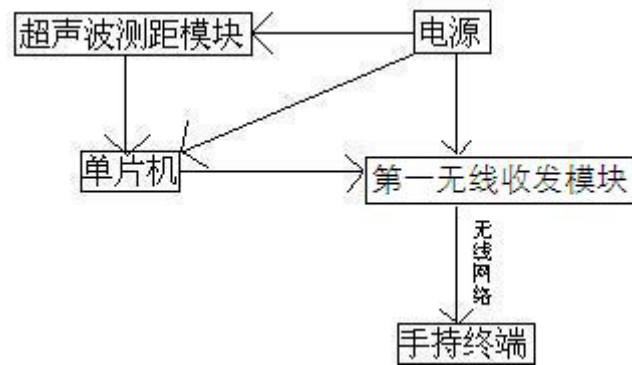 超声波测距模块
电源
单片机
第一无线收发模块
无线网络
手持终端